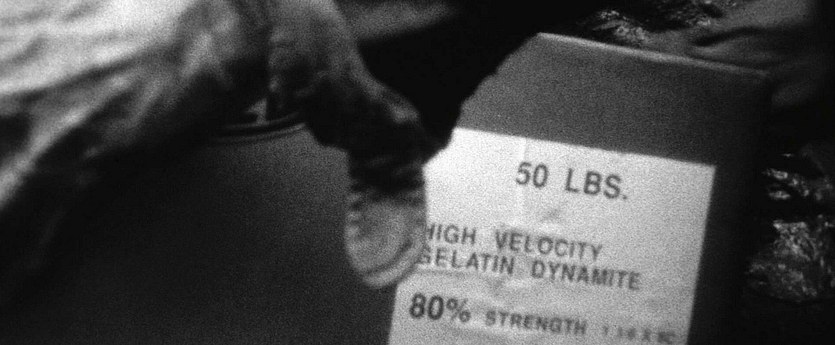 50 LBS.
HIGH VELOCITY
GELATIN DYNAMITE
80% STRENGTH